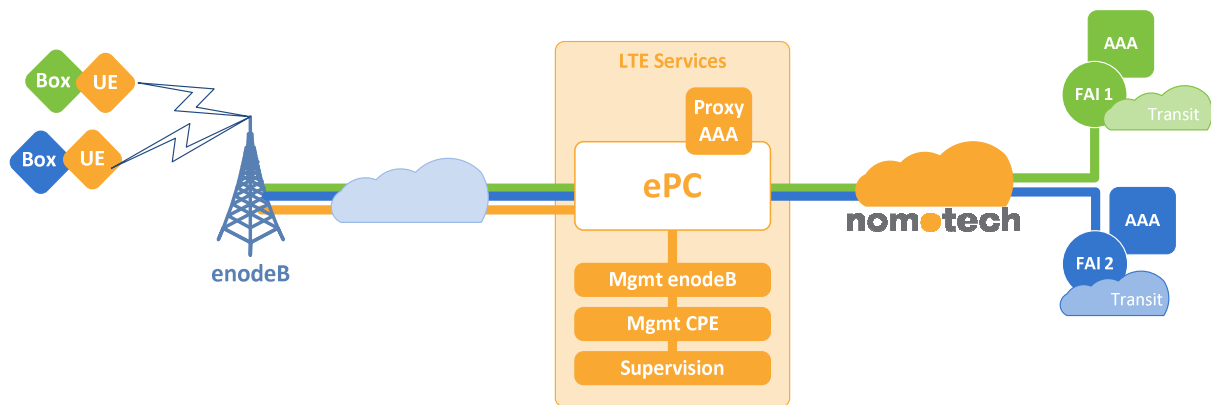 Box UE
Box UE
enodeB
LTE Services
Proxy
AAA
ePC
Mgmt enodeB
Mgmt CPE
Supervision
nomotech
AAA
FAI 1
Transit
AAA
FAI 2
Transit